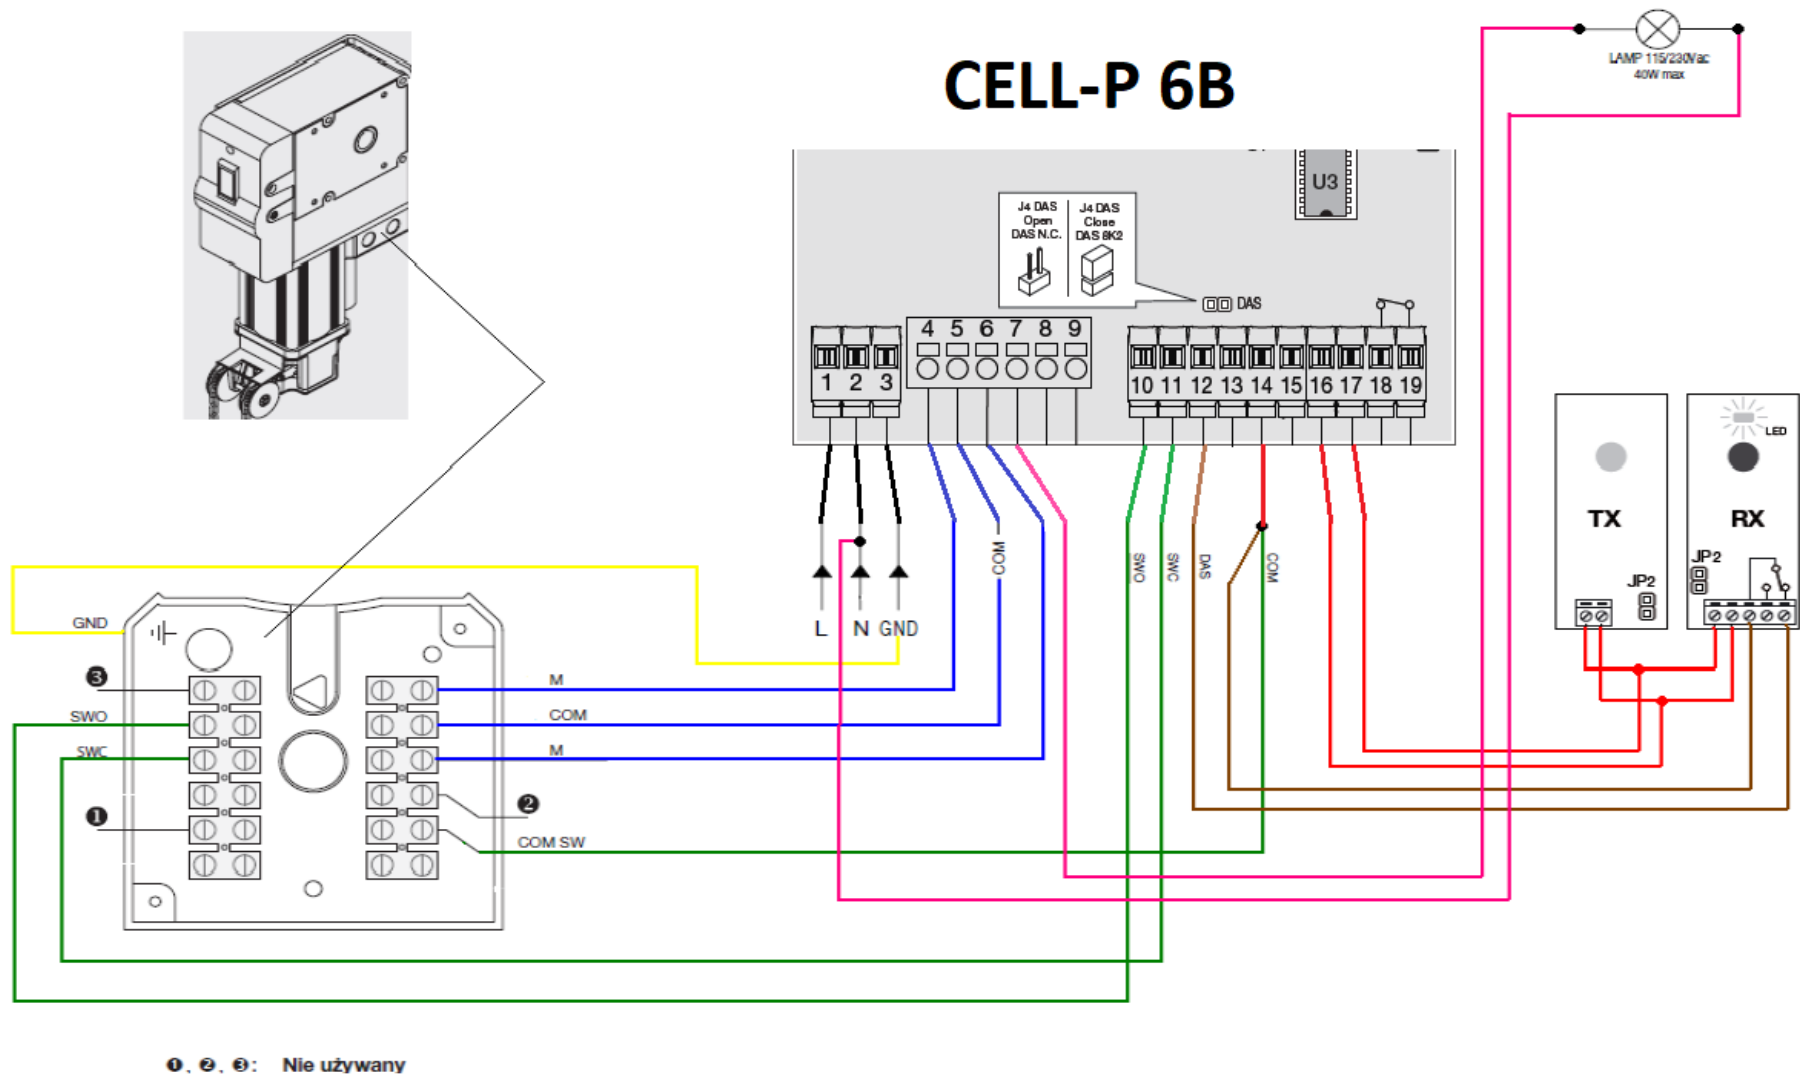 CELL-P 6B
LAMP 115/230Vac
40W max
U3
J4 DAS
Open
DAS N.C.
J4 DAS
Close
DAS 8K2
DAS
1 2 3
4 5 6 7 8 9
10 11 12 13 14 15 16 17 18 19
LED
TX
RX
JP2
JP2
COM
SWO
SWC
DAS
COM
L N GND
GND
❸
SWO
SWC
❶
M
COM
M
❷
COM SW
❶, ❷, ❸: Nie używany